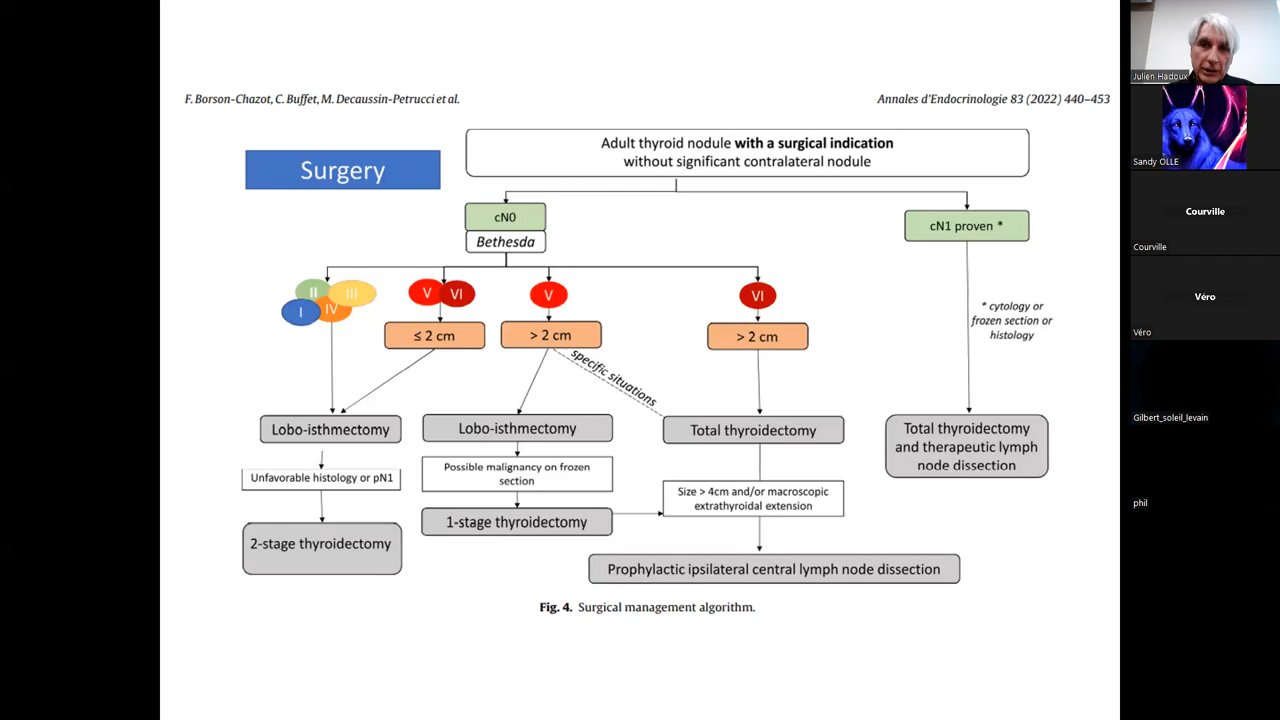 F. Borson-Chazot, C. Buffet, M. Decaussin-Petrucci et al.
Annales d'Endocrinologie 83 (2022) 440–453
Surgery
Adult thyroid nodule with a surgical indication
without significant contralateral nodule
cN0
Bethesda
cN1 proven *
II
III
I
IV
V
VI
V
VI
≤ 2 cm
> 2 cm
> 2 cm
* cytology or
frozen section or
histology
specific situations
Lobo-isthmectomy
Lobo-isthmectomy
Total thyroidectomy
Total thyroidectomy
and therapeutic lymph
node dissection
Unfavorable histology or pN1
Possible malignancy on frozen
section
Size > 4cm and/or macroscopic
extrathyroidal extension
2-stage thyroidectomy
1-stage thyroidectomy
Prophylactic ipsilateral central lymph node dissection
Fig. 4. Surgical management algorithm.
Julien Hadoux
Sandy OLLE
Courville
Courville
Véro
Véro
Gilbert_soleil_levain
phil